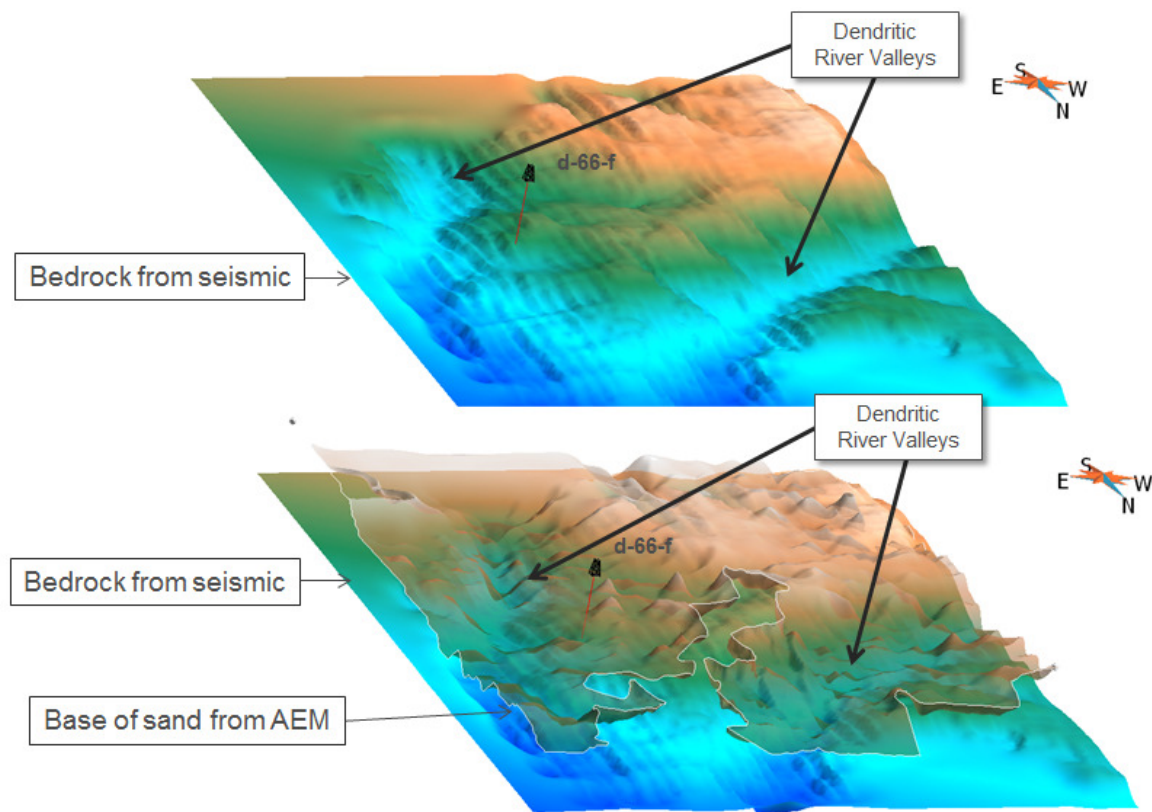 Dendritic
River Valleys
S
E
W
N
d-66-f
Bedrock from seismic
Dendritic
River Valleys
S
E
W
N
d-66-f
Bedrock from seismic
Base of sand from AEM